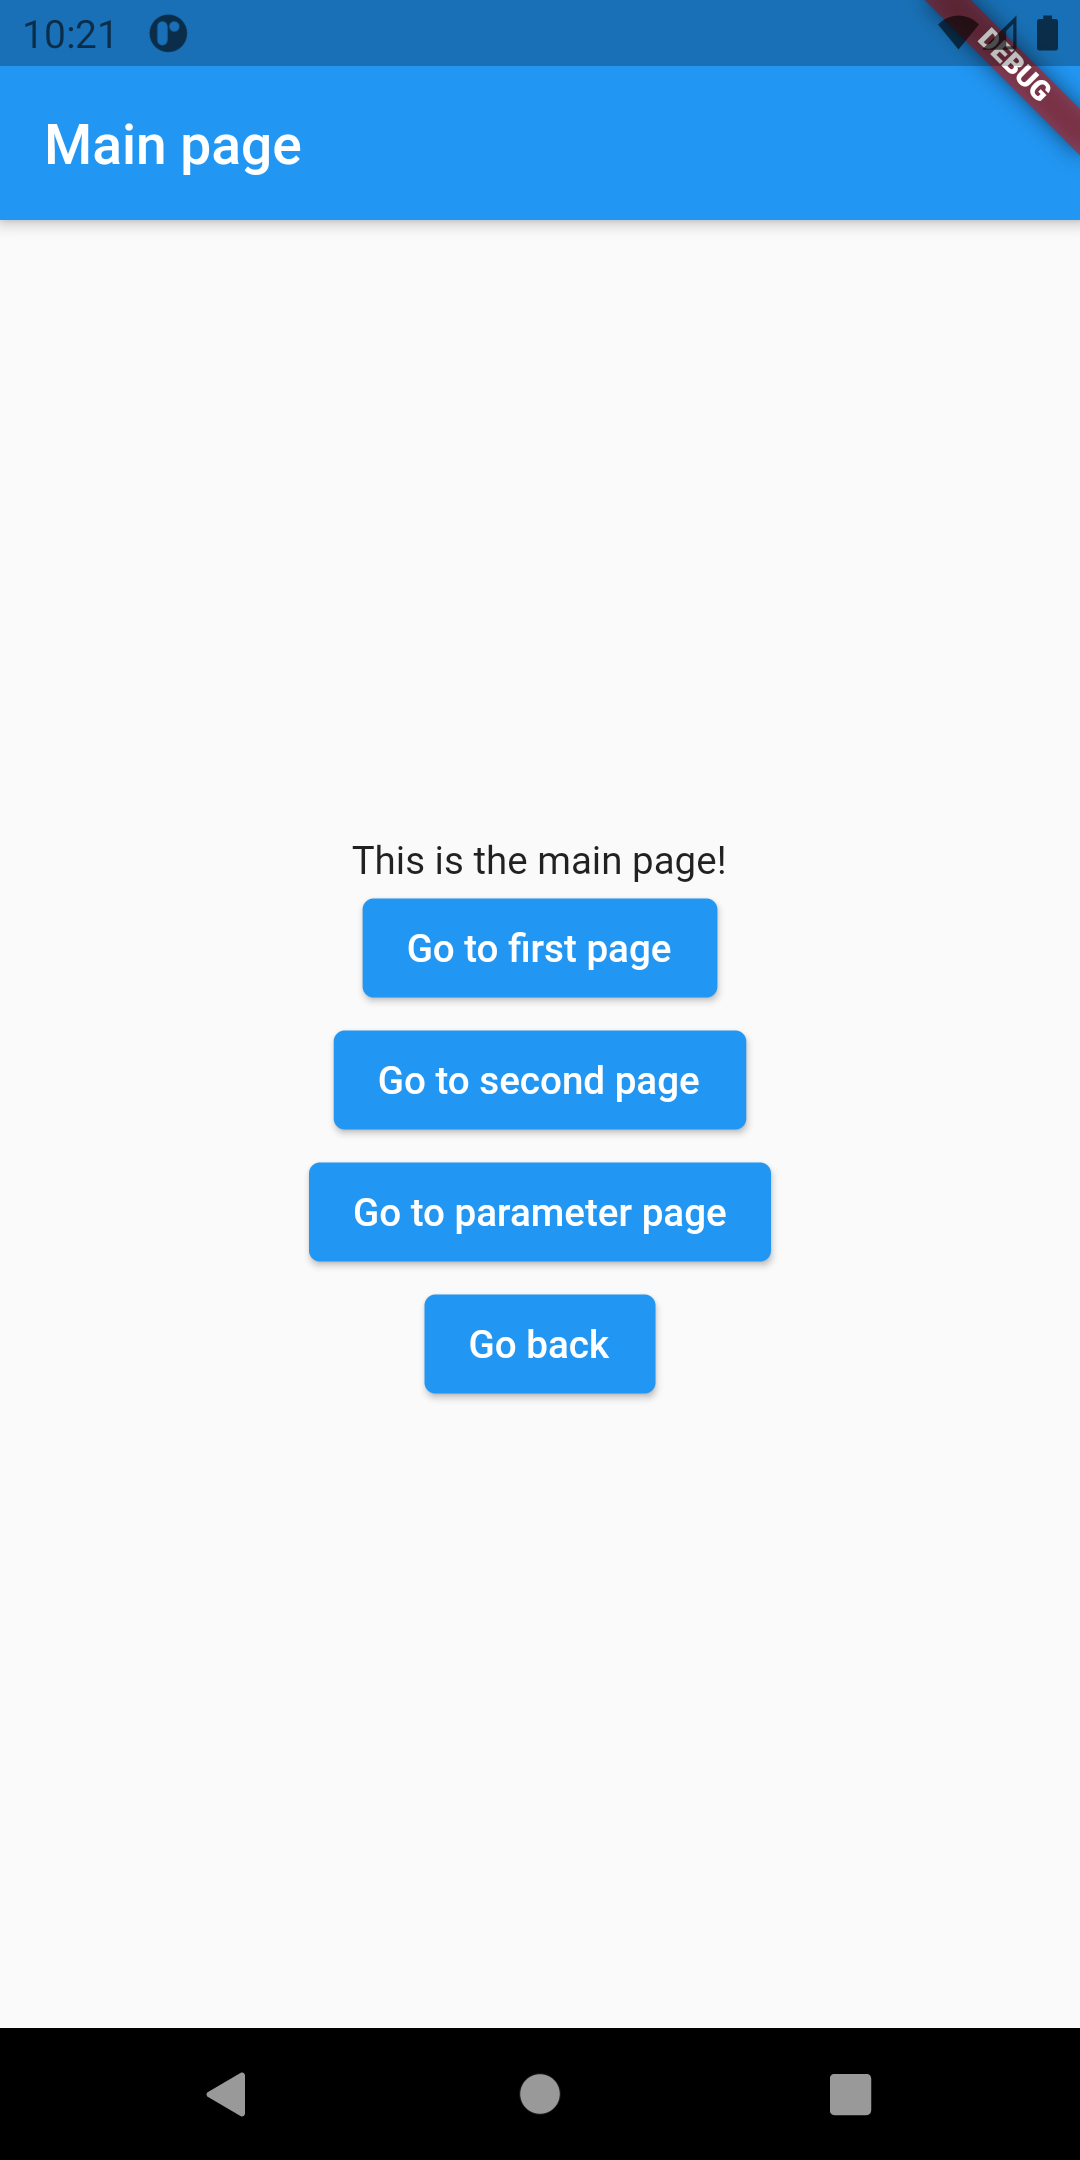 10:21
DEBUG
Main page
This is the main page!
Go to first page
Go to second page
Go to parameter page
Go back